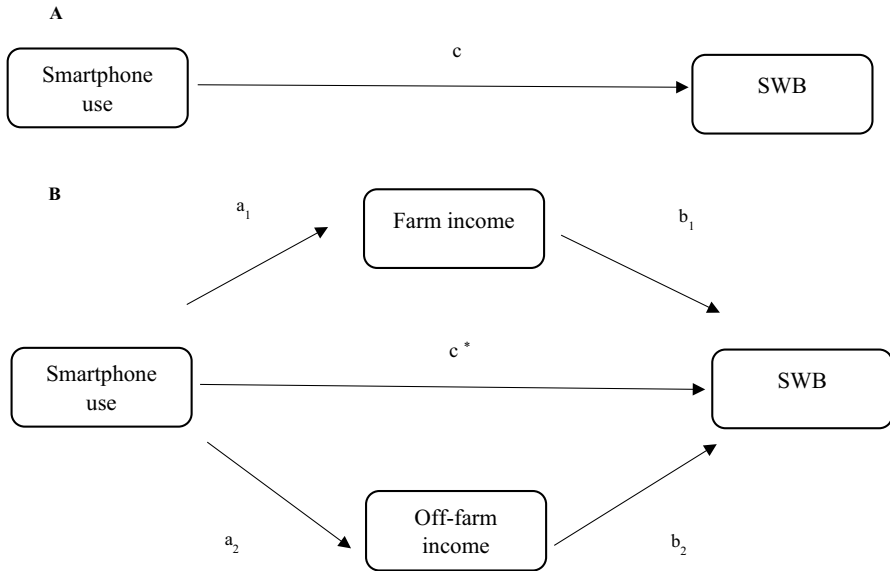 A
c
Smartphone
use
SWB
B
a₁
Farm income
b₁
Smartphone
use
c *
SWB
Off-farm
income
a₂
b₂